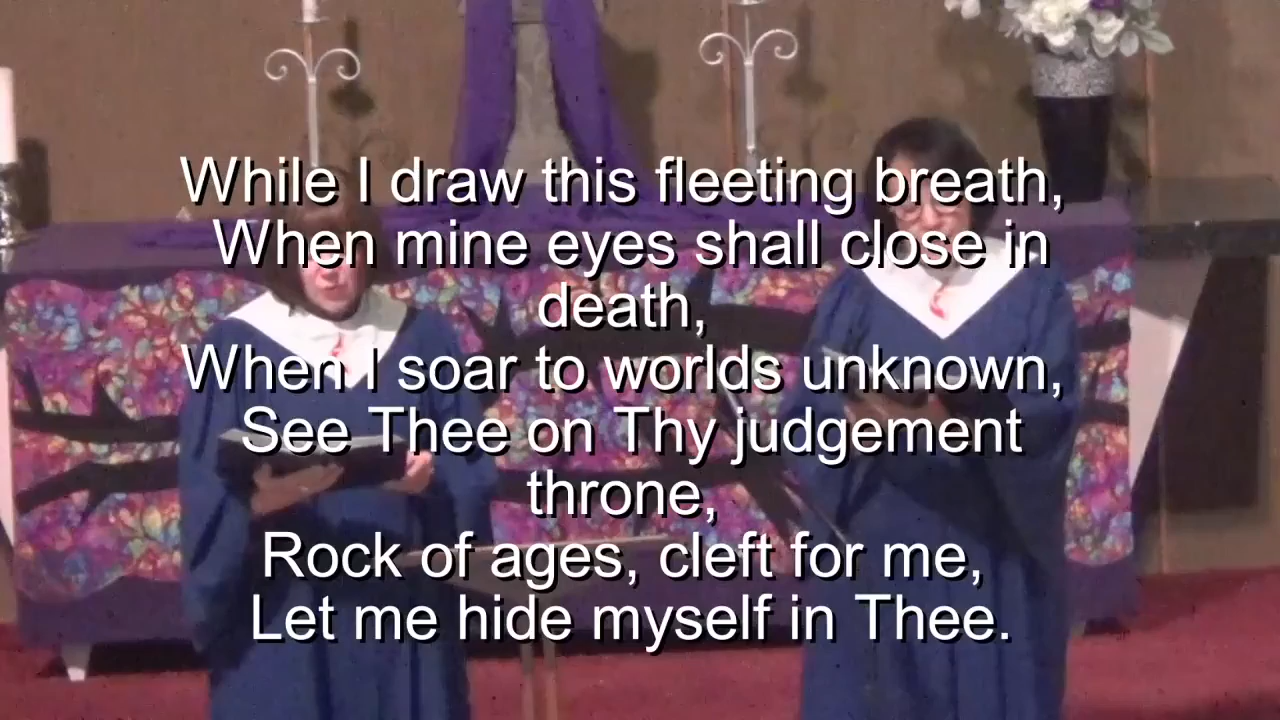 While I draw this fleeting breath,
When mine eyes shall close in
death,
When I soar to worlds unknown,
See Thee on Thy judgement
throne,
Rock of ages, cleft for me,
Let me hide myself in Thee.